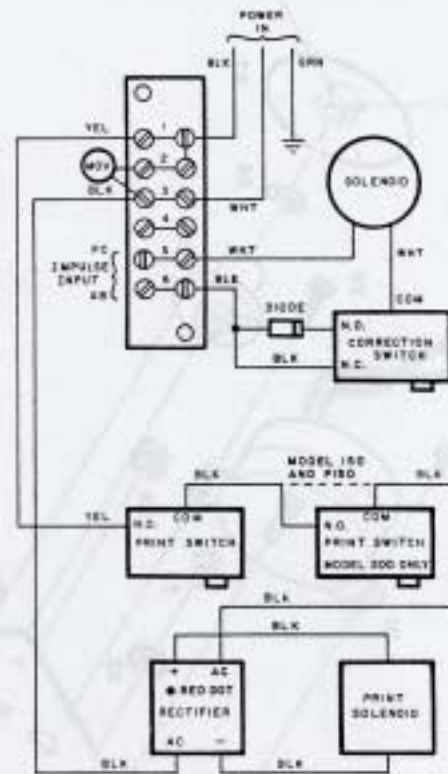 POWER
IN
BLK
GRN
YEL
1
MOV
2
BLK
3
WHT
4
SOLENOID
PC
5
WHT
WHT
IMPULSE
INPUT
6
BLK
AB
COM
DIODE
N.O.
CORRECTION
SWITCH
BLK
N.C.
MODEL 150
AND P150
BLK
BLK
YEL
COM
N.O.
PRINT SWITCH
COM
N.O.
PRINT SWITCH
MODEL 200 ONLY
BLK
BLK
+ AC
RED DOT
RECTIFIER
AC -
PRINT
SOLENOID
BLK
BLK